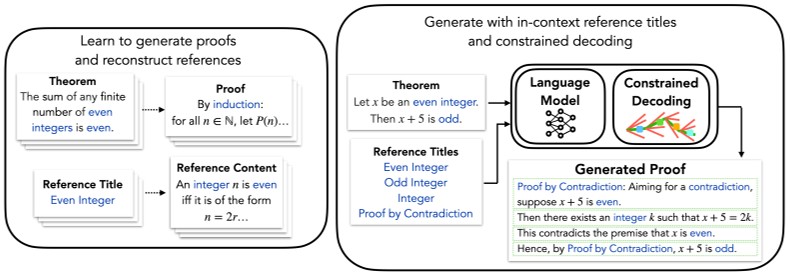 Learn to generate proofs
and reconstruct references
Theorem
The sum of any finite
number of even
integers is even.
Proof
By induction:
for all n ∈ ℕ, let P(n)…
Reference Title
Even Integer
Reference Content
An integer n is even
iff it is of the form
n = 2r…
Generate with in-context reference titles
and constrained decoding
Theorem
Let x be an even integer.
Then x + 5 is odd.
Reference Titles
Even Integer
Odd Integer
Integer
Proof by Contradiction
Language
Model
Constrained
Decoding
Generated Proof
Proof by Contradiction: Aiming for a contradiction,
suppose x + 5 is even.
Then there exists an integer k such that x + 5 = 2k.
This contradicts the premise that x is even.
Hence, by Proof by Contradiction, x + 5 is odd.